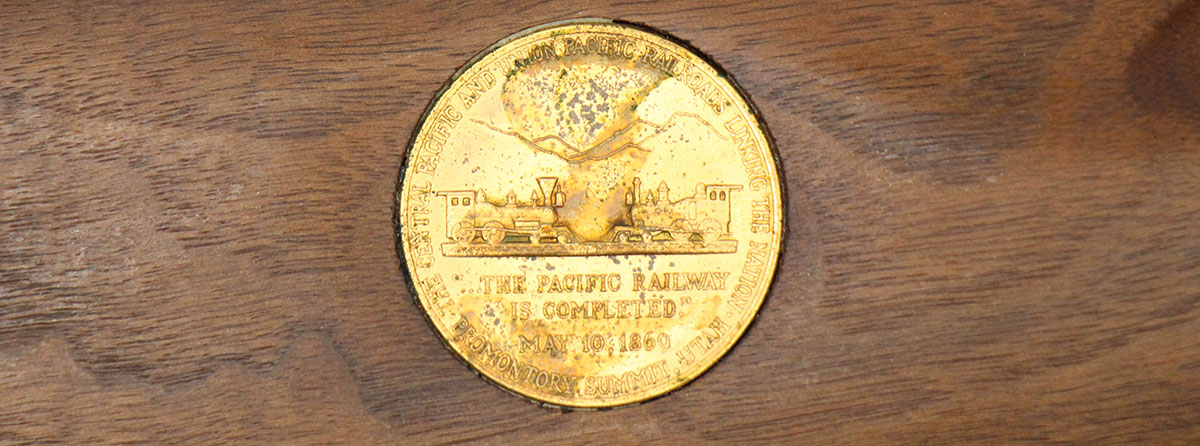 THE CENTRAL PACIFIC AND UNION PACIFIC RAILROADS LINKING THE NATION.
"...THE PACIFIC RAILWAY
IS COMPLETED."
MAY 10, 1869
PROMONTORY SUMMIT, UTAH.